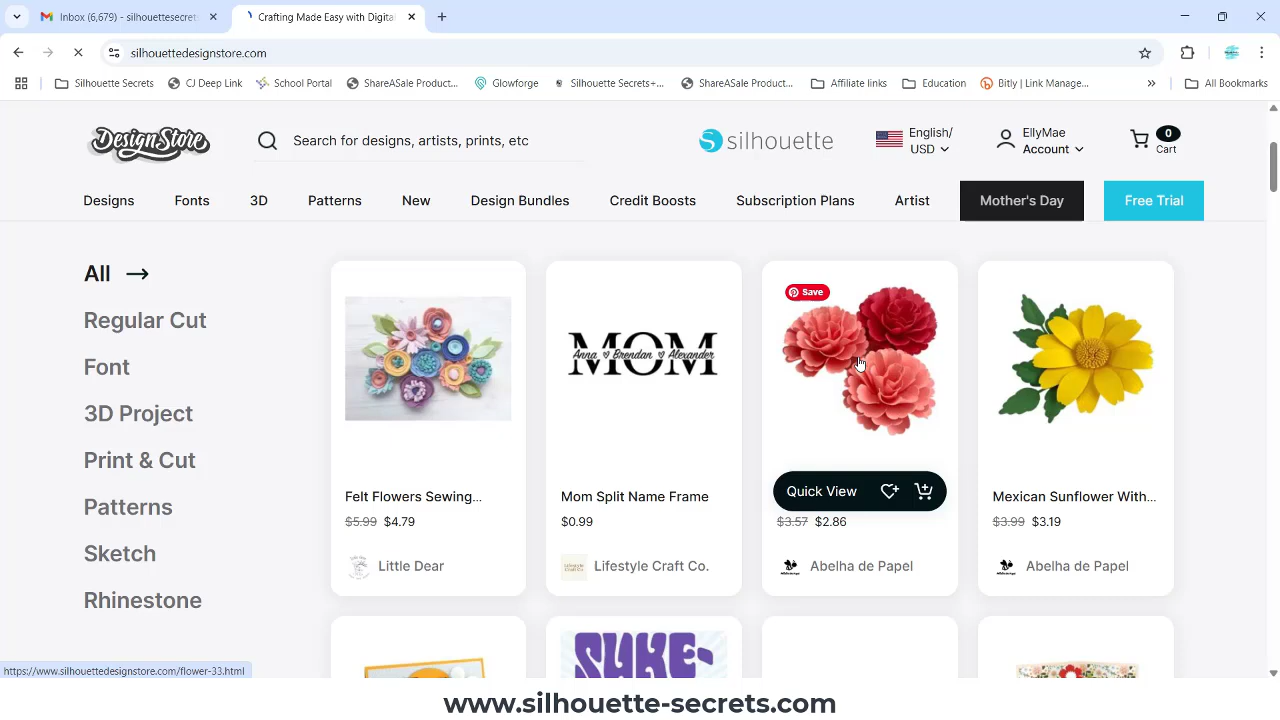 Inbox (6,679) - silhouettesecret:
Crafting Made Easy with Digita
silhouettedesignstore.com
Silhouette Secrets
CJ Deep Link
School Portal
ShareASale Produc...
Glowforge
Silhouette Secrets+...
ShareASale Product...
Affiliate links
Education
Bitly | Link Manage...
All Bookmarks
DesignStore
Search for designs, artists, prints, etc
silhouette
English/
USD
EllyMae
Account
0
Cart
Designs
Fonts
3D
Patterns
New
Design Bundles
Credit Boosts
Subscription Plans
Artist
Mother's Day
Free Trial
All
Regular Cut
Font
3D Project
Print & Cut
Patterns
Sketch
Rhinestone
MOM
Anna Brendan Alexander
Save
Quick View
Felt Flowers Sewing...
$5.99 $4.79
Little Dear
Mom Split Name Frame
$0.99
Lifestyle Craft Co.
$3.57 $2.86
Abelha de Papel
Mexican Sunflower With...
$3.99 $3.19
Abelha de Papel
https://www.silhouettedesignstore.com/flower-33.html
www.silhouette-secrets.com